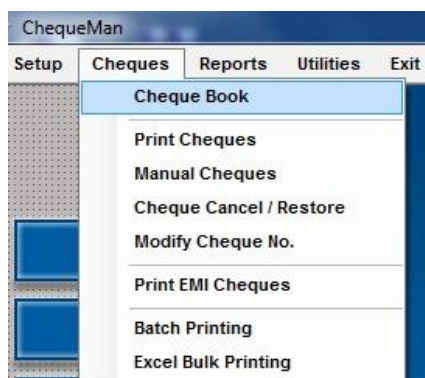 ChequeMan
Setup Cheques Reports Utilities Exit
Cheque Book
Print Cheques
Manual Cheques
Cheque Cancel / Restore
Modify Cheque No.
Print EMI Cheques
Batch Printing
Excel Bulk Printing